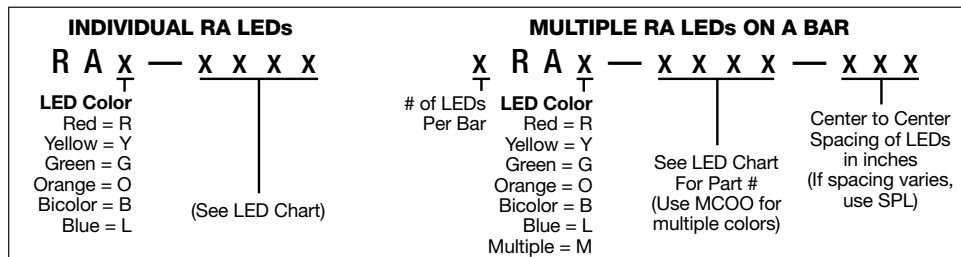 INDIVIDUAL RA LEDs
R A x — x x x x
LED Color
Red = R
Yellow = Y
Green = G
Orange = O
Bicolor = B
Blue = L
(See LED Chart)
MULTIPLE RA LEDs ON A BAR
x R A x — x x x x — x x x
# of LEDs
Per Bar
LED Color
Red = R
Yellow = Y
Green = G
Orange = O
Bicolor = B
Blue = L
Multiple = M
See LED Chart
For Part #
(Use MCOO for
multiple colors)
Center to Center
Spacing of LEDs
in inches
(If spacing varies,
use SPL)